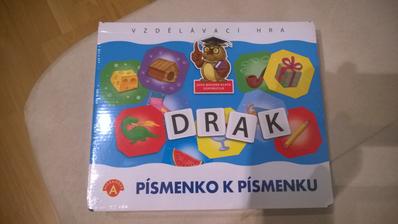 VZDĚLÁVACÍ HRA
DRAK
A
PÍSMENKO K PÍSMENKU